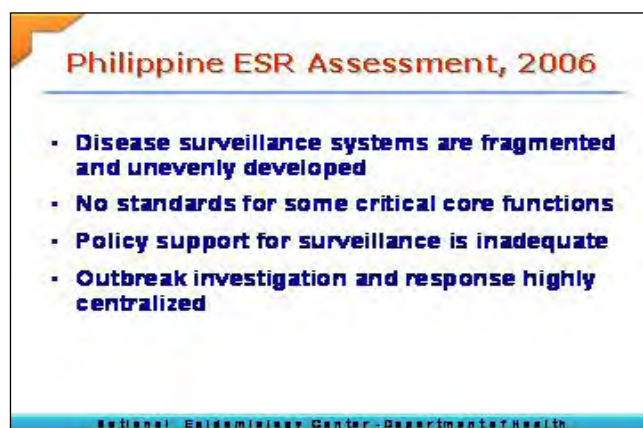 Philippine ESR Assessment, 2006
▪ Disease surveillance systems are fragmented
and unevenly developed
▪ No standards for some critical core functions
▪ Policy support for surveillance is inadequate
▪ Outbreak investigation and response highly
centralized
National Epidemiology Center - Department of Health